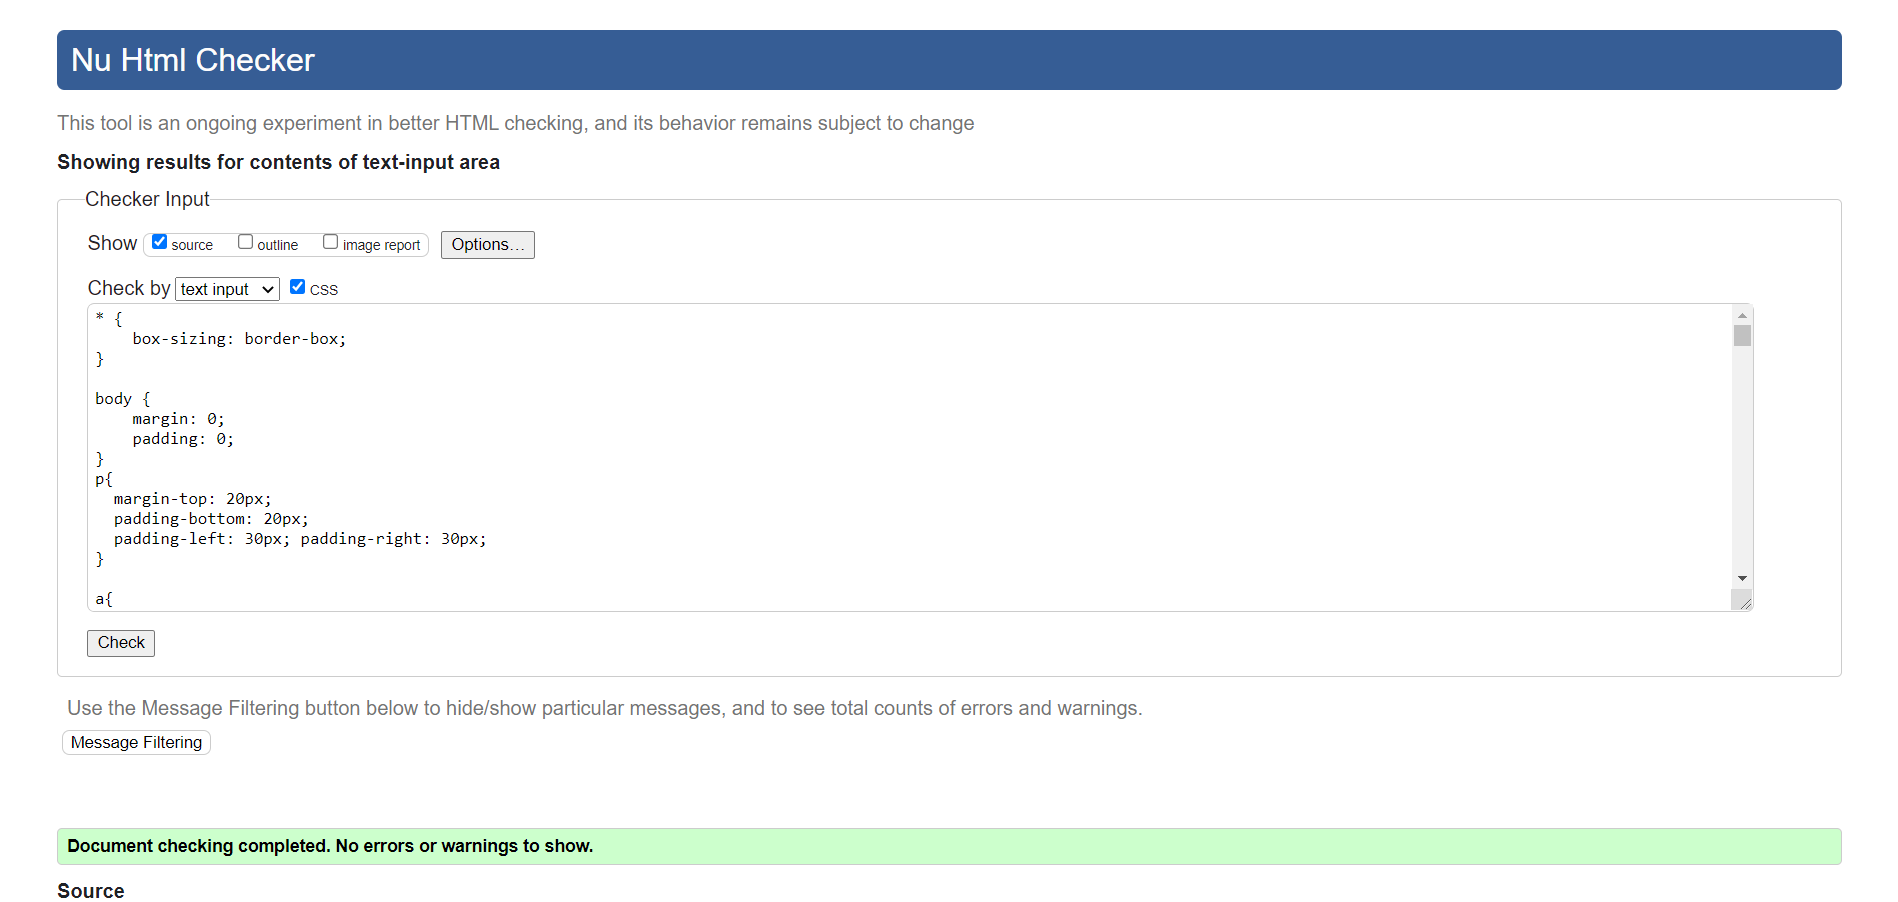 Nu Html Checker
This tool is an ongoing experiment in better HTML checking, and its behavior remains subject to change
Showing results for contents of text-input area
Checker Input
Show source outline image report Options...
Check by text input CSS
* {
    box-sizing: border-box;
}
body {
    margin: 0;
    padding: 0;
}
p{
  margin-top: 20px;
  padding-bottom: 20px;
  padding-left: 30px; padding-right: 30px;
}
a{
Check
Use the Message Filtering button below to hide/show particular messages, and to see total counts of errors and warnings.
Message Filtering
Document checking completed. No errors or warnings to show.
Source